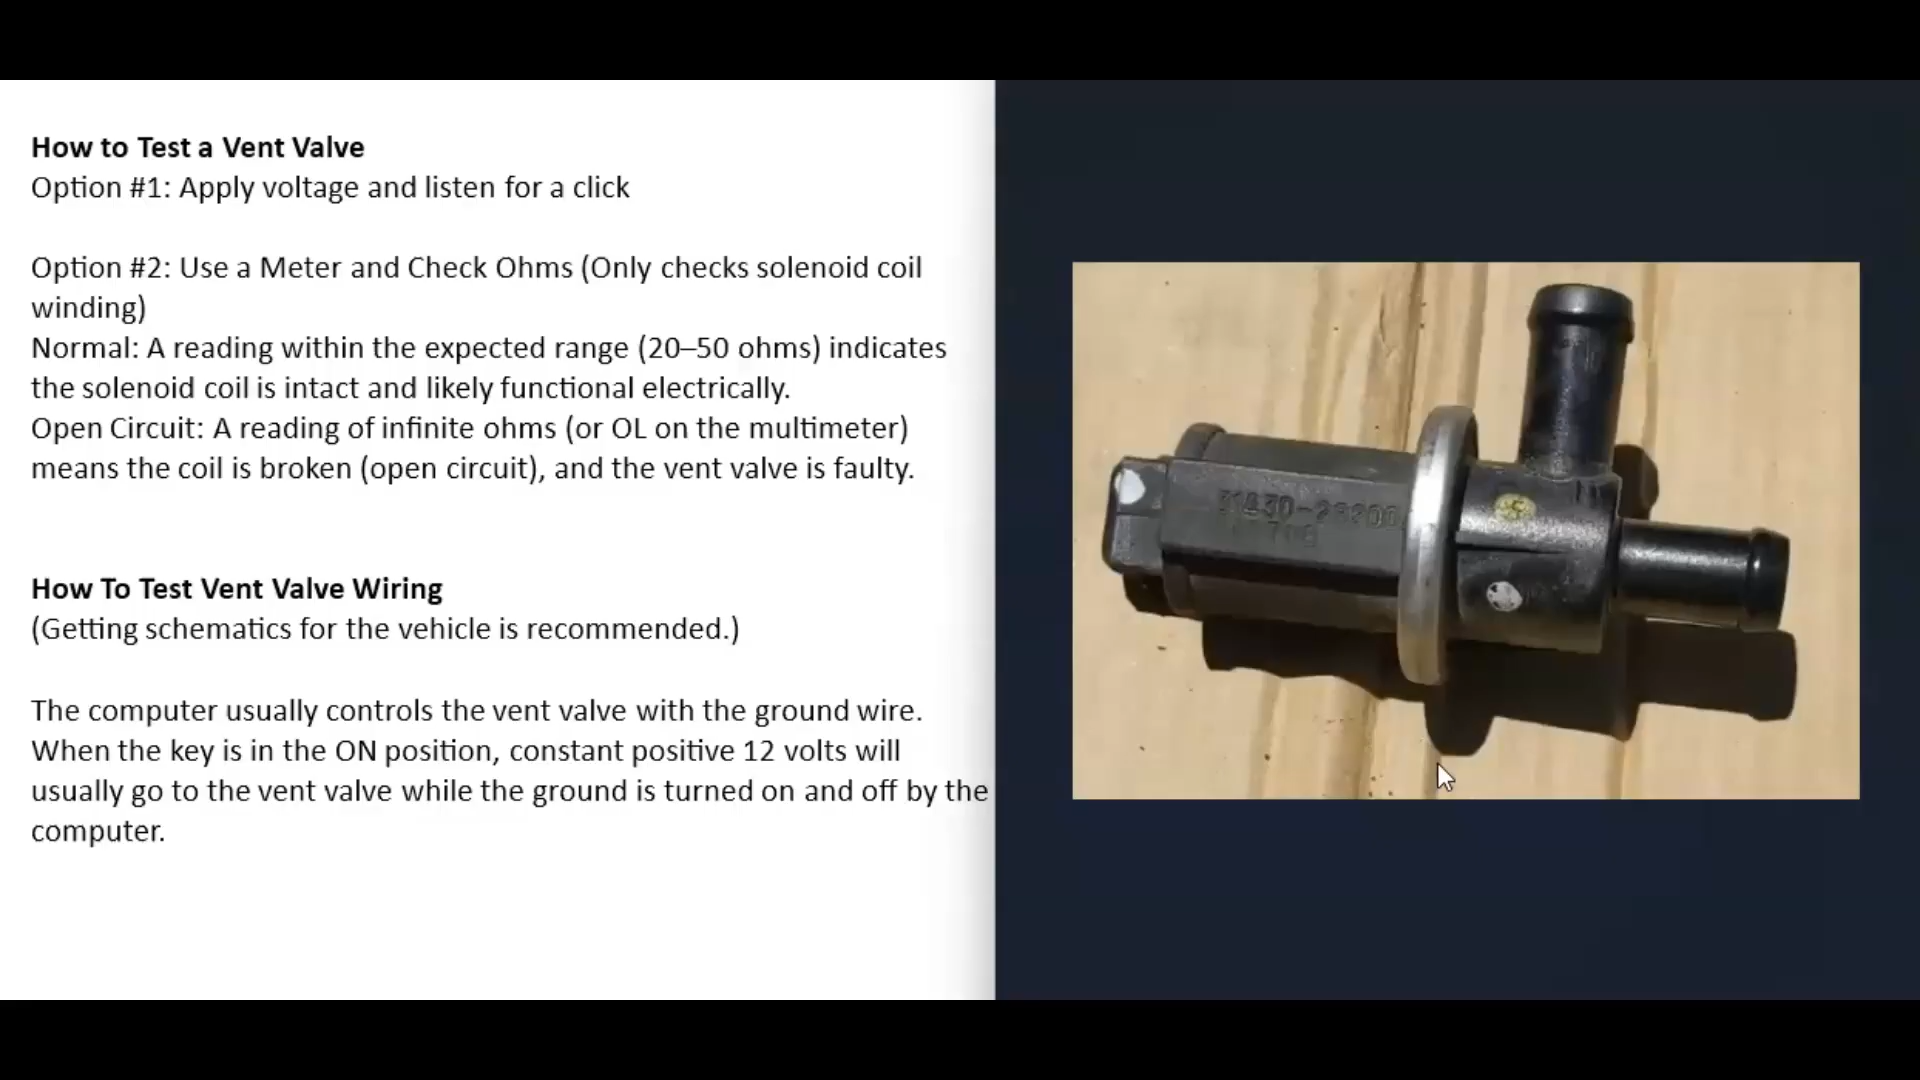 How to Test a Vent Valve
Option #1: Apply voltage and listen for a click
Option #2: Use a Meter and Check Ohms (Only checks solenoid coil
winding)
Normal: A reading within the expected range (20–50 ohms) indicates
the solenoid coil is intact and likely functional electrically.
Open Circuit: A reading of infinite ohms (or OL on the multimeter)
means the coil is broken (open circuit), and the vent valve is faulty.
How To Test Vent Valve Wiring
(Getting schematics for the vehicle is recommended.)
The computer usually controls the vent valve with the ground wire.
When the key is in the ON position, constant positive 12 volts will
usually go to the vent valve while the ground is turned on and off by the
computer.